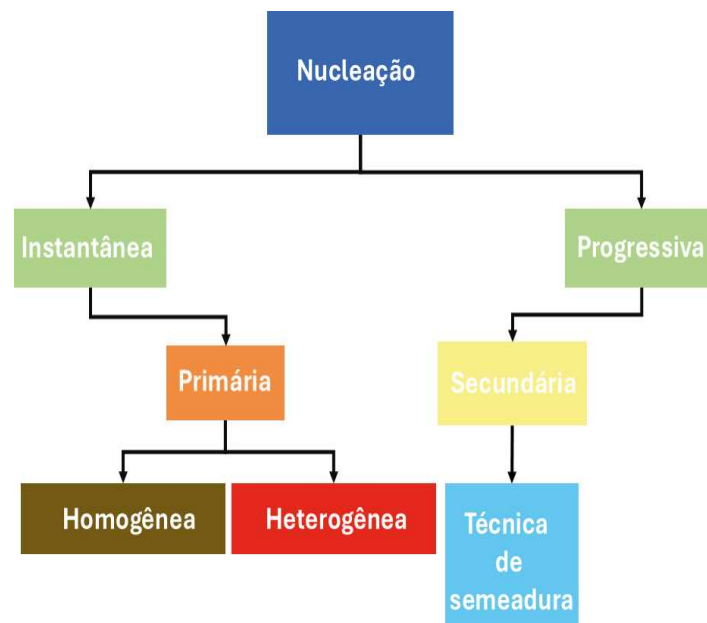 Nucleação
Instantânea
Progressiva
Primária
Secundária
Homogênea
Heterogênea
Técnica
de
semeadura